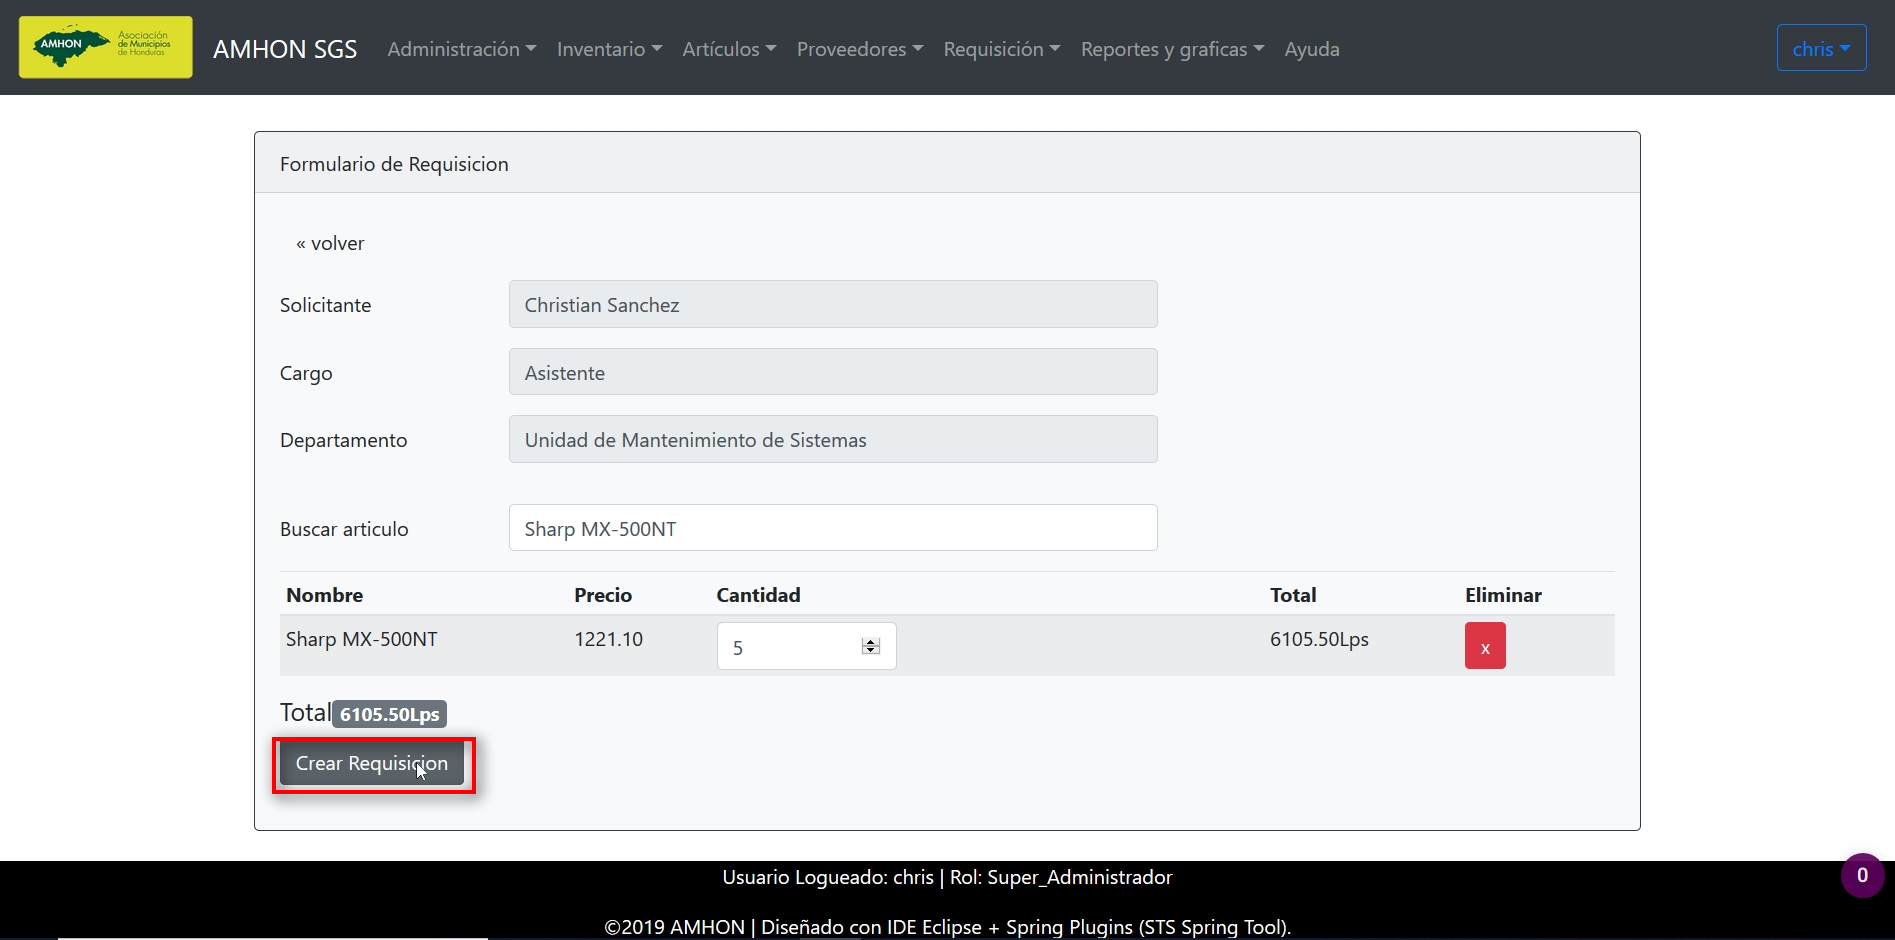 AMHON
Asociación
de Municipios
de Honduras
AMHON SGS Administración Inventario Artículos Proveedores Requisición Reportes y graficas Ayuda chris
Formulario de Requisicion
« volver
Solicitante Christian Sanchez
Cargo Asistente
Departamento Unidad de Mantenimiento de Sistemas
Buscar articulo Sharp MX-500NT
Nombre Precio Cantidad Total Eliminar
Sharp MX-500NT 1221.10 5 6105.50Lps x
Total 6105.50Lps
Crear Requisicion
0
Usuario Logueado: chris | Rol: Super_Administrador
©2019 AMHON | Diseñado con IDE Eclipse + Spring Plugins (STS Spring Tool).